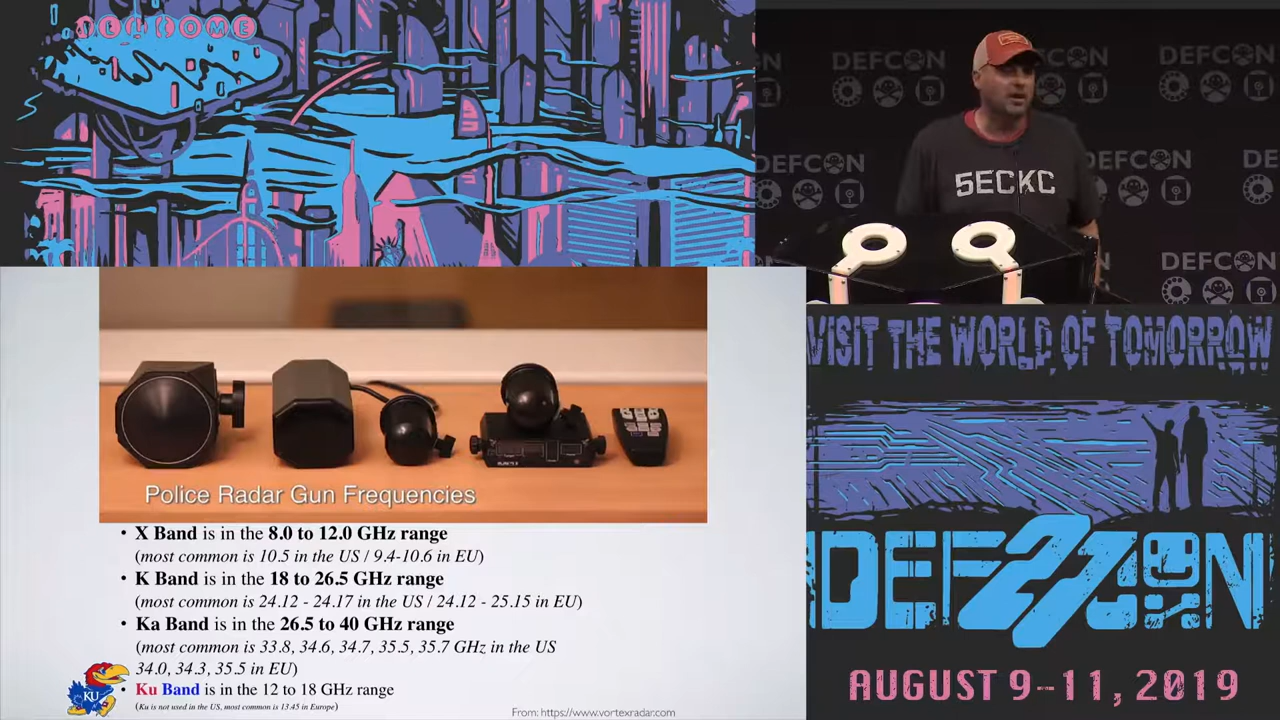 WELCOME
DEFCON
DEFCON
DEFCON
DEFCON
DE
DEFCON
DE
5ECKC
Police Radar Gun Frequencies
• X Band is in the 8.0 to 12.0 GHz range
(most common is 10.5 in the US / 9.4-10.6 in EU)
• K Band is in the 18 to 26.5 GHz range
(most common is 24.12 - 24.17 in the US / 24.12 - 25.15 in EU)
• Ka Band is in the 26.5 to 40 GHz range
(most common is 33.8, 34.6, 34.7, 35.5, 35.7 GHz in the US
34.0, 34.3, 35.5 in EU)
• Ku Band is in the 12 to 18 GHz range
(Ku is not used in the US, most common is 13.45 in Europe)
KU
From: https://www.vortexradar.com
VISIT THE WORLD OF TOMORROW
DEF 27 CON
AUGUST 9-11, 2019